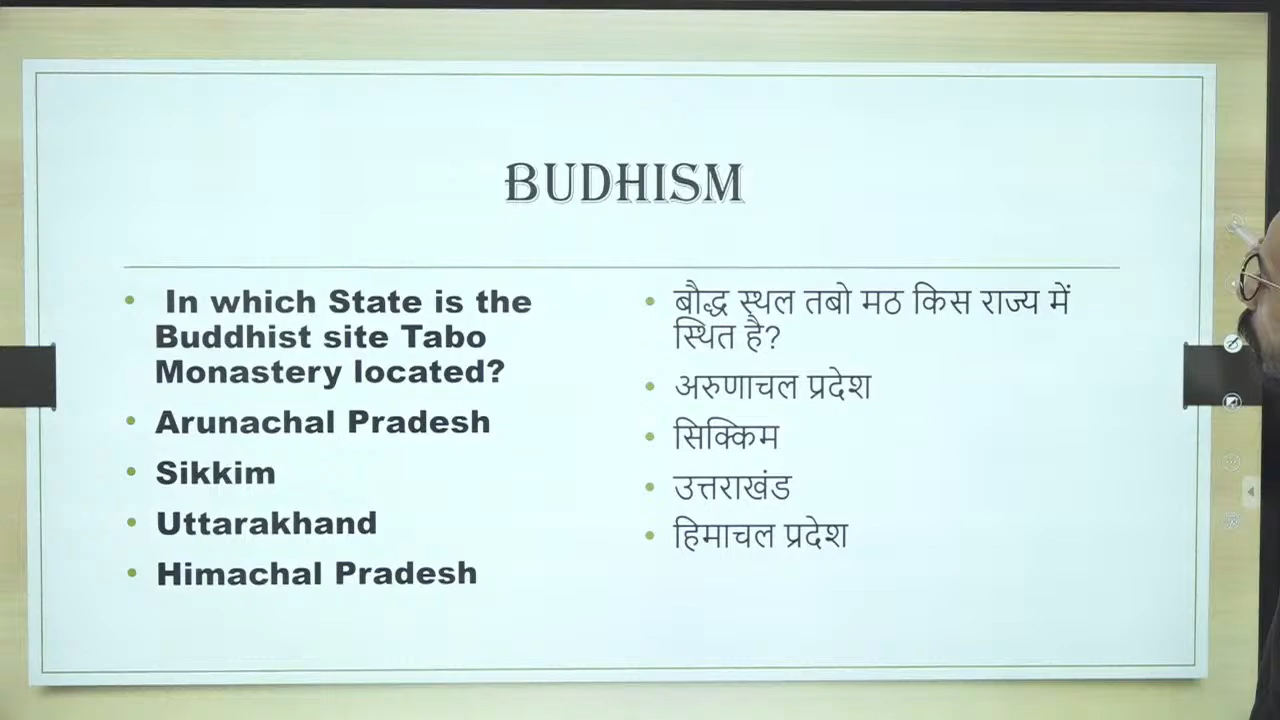 BUDHISM
In which State is the
Buddhist site Tabo
Monastery located?
Arunachal Pradesh
Sikkim
Uttarakhand
Himachal Pradesh
बौद्ध स्थल तबो मठ किस राज्य में
स्थित है?
अरुणाचल प्रदेश
सिक्किम
उत्तराखंड
हिमाचल प्रदेश